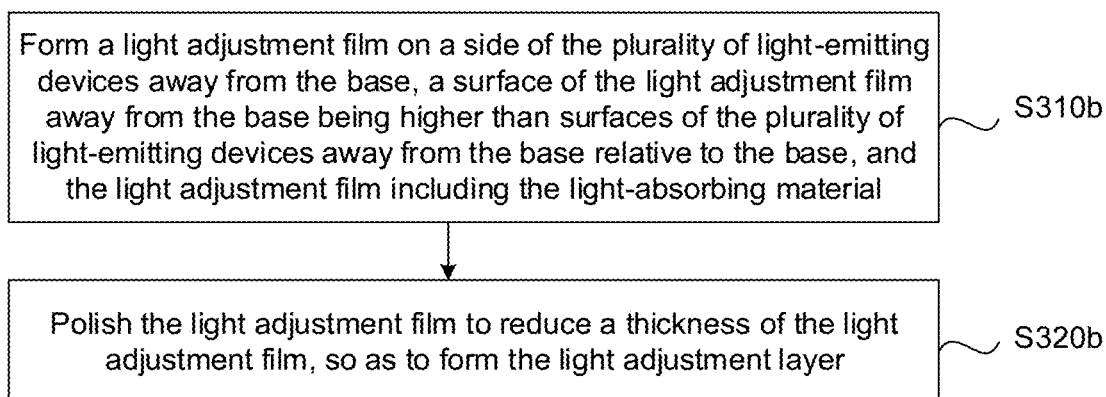 Form a light adjustment film on a side of the plurality of light-emitting
devices away from the base, a surface of the light adjustment film
away from the base being higher than surfaces of the plurality of
light-emitting devices away from the base relative to the base, and
the light adjustment film including the light-absorbing material
S310b
Polish the light adjustment film to reduce a thickness of the light
adjustment film, so as to form the light adjustment layer
S320b